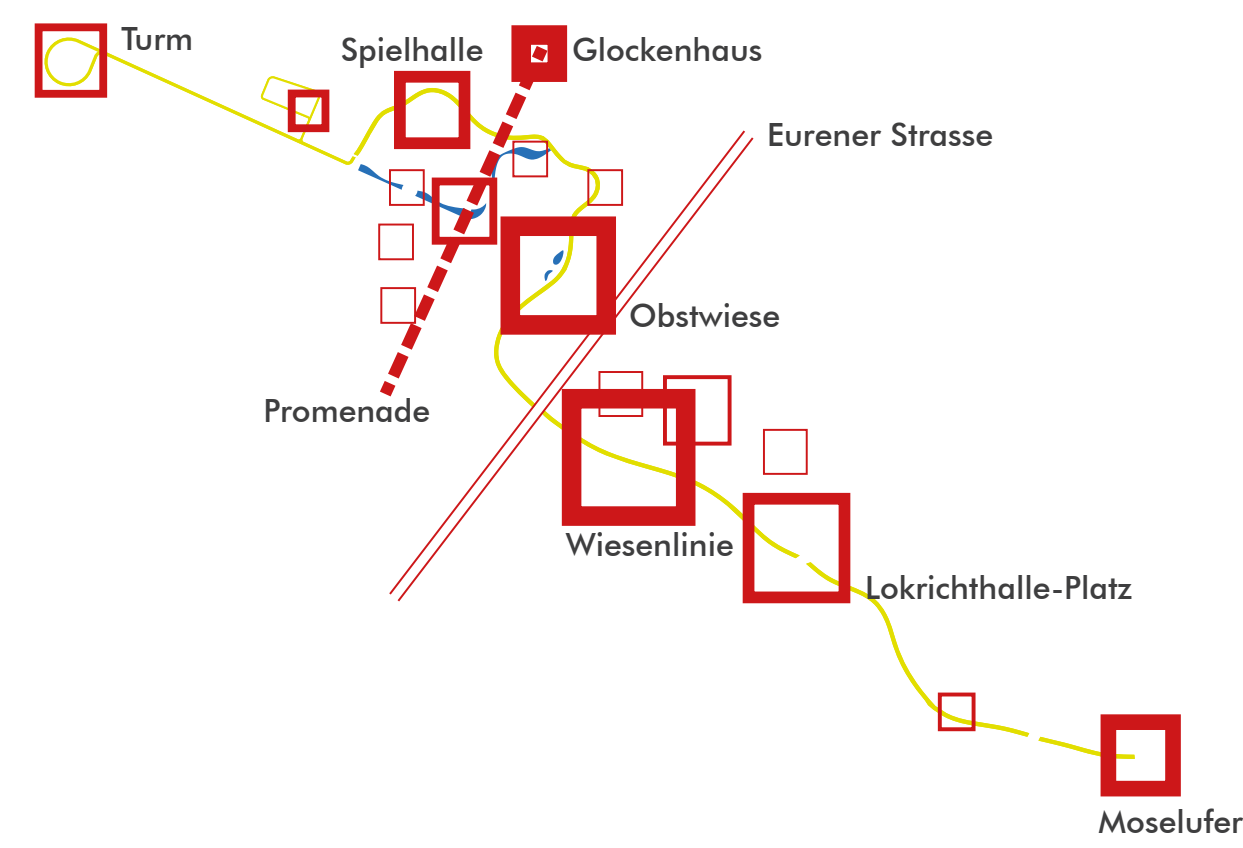 Turm
Spielhalle
Glockenhaus
Eurener Strasse
Obstwiese
Promenade
Wiesenlinie
Lokrichthalle-Platz
Moselufer